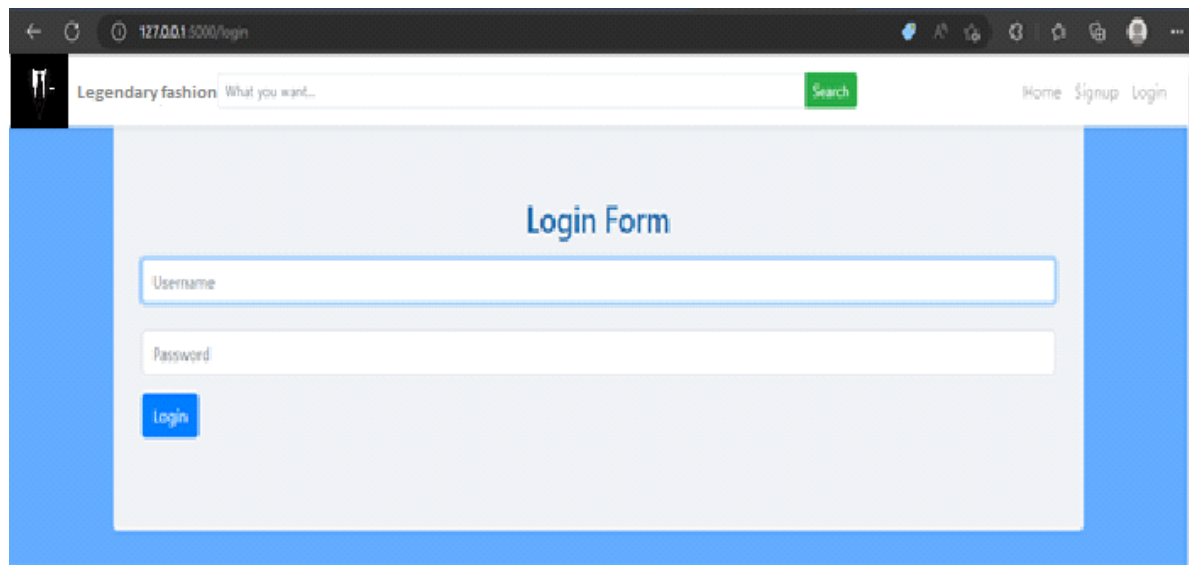 127.0.0.1:5000/login
Legendary fashion What you want... Search Home Signup Login
Login Form
Username
Password
Login